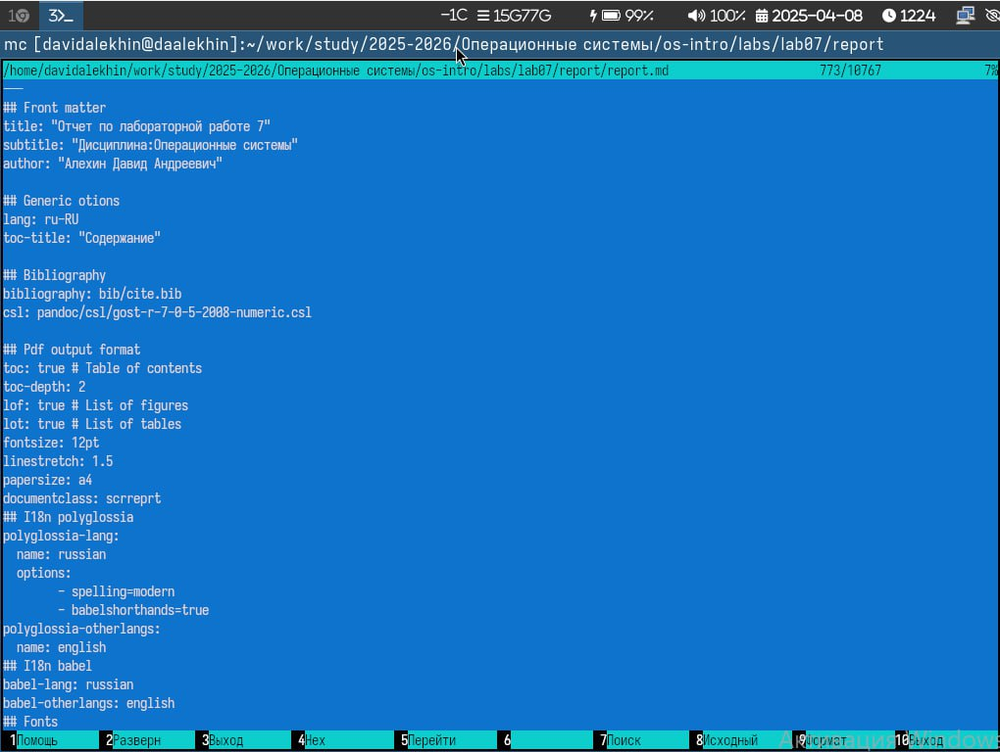 1 3 −1C 15G77G 99% 100% 2025-04-08 1224
mc [davidalekhin@daalekhin]:~/work/study/2025-2026/Операционные системы/os-intro/labs/lab07/report
/home/davidalekhin/work/study/2025-2026/Операционные системы/os-intro/labs/lab07/report/report.md 773/10767 7%
---
## Front matter
title: "Отчет по лабораторной работе 7"
subtitle: "Дисциплина:Операционные системы"
author: "Алехин Давид Андреевич"
## Generic otions
lang: ru-RU
toc-title: "Содержание"
## Bibliography
bibliography: bib/cite.bib
csl: pandoc/csl/gost-r-7-0-5-2008-numeric.csl
## Pdf output format
toc: true # Table of contents
toc-depth: 2
lof: true # List of figures
lot: true # List of tables
fontsize: 12pt
linestretch: 1.5
papersize: a4
documentclass: scrreprt
## I18n polyglossia
polyglossia-lang:
  name: russian
  options:
	- spelling=modern
	- babelshorthands=true
polyglossia-otherlangs:
  name: english
## I18n babel
babel-lang: russian
babel-otherlangs: english
## Fonts
1Помощь 2Разверн 3Выход 4Hex 5Перейти 6 7Поиск 8Исходный 9Формат 10Выход
Активация Windows